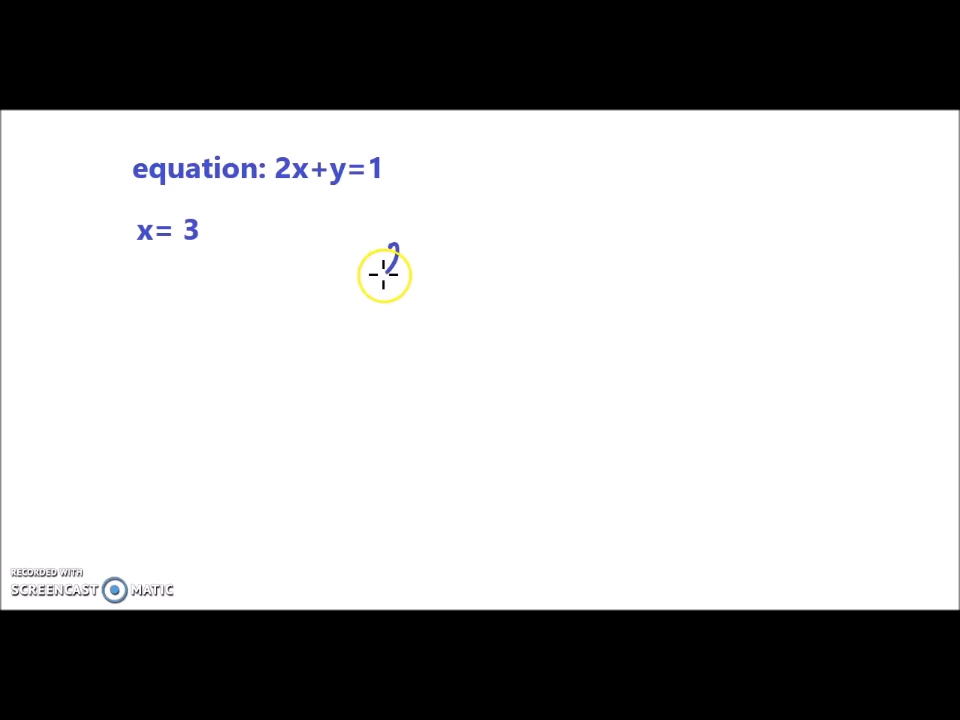 equation: 2x+y=1
x= 3
RECORDED WITH
SCREENCAST MATIC